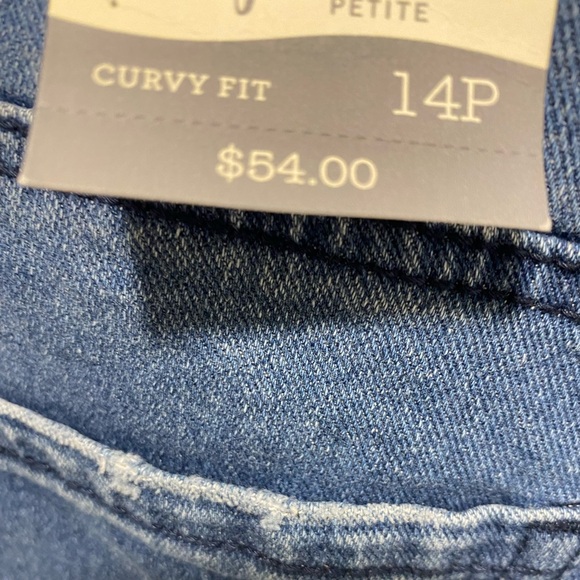 PETITE
CURVY FIT
14P
$54.00